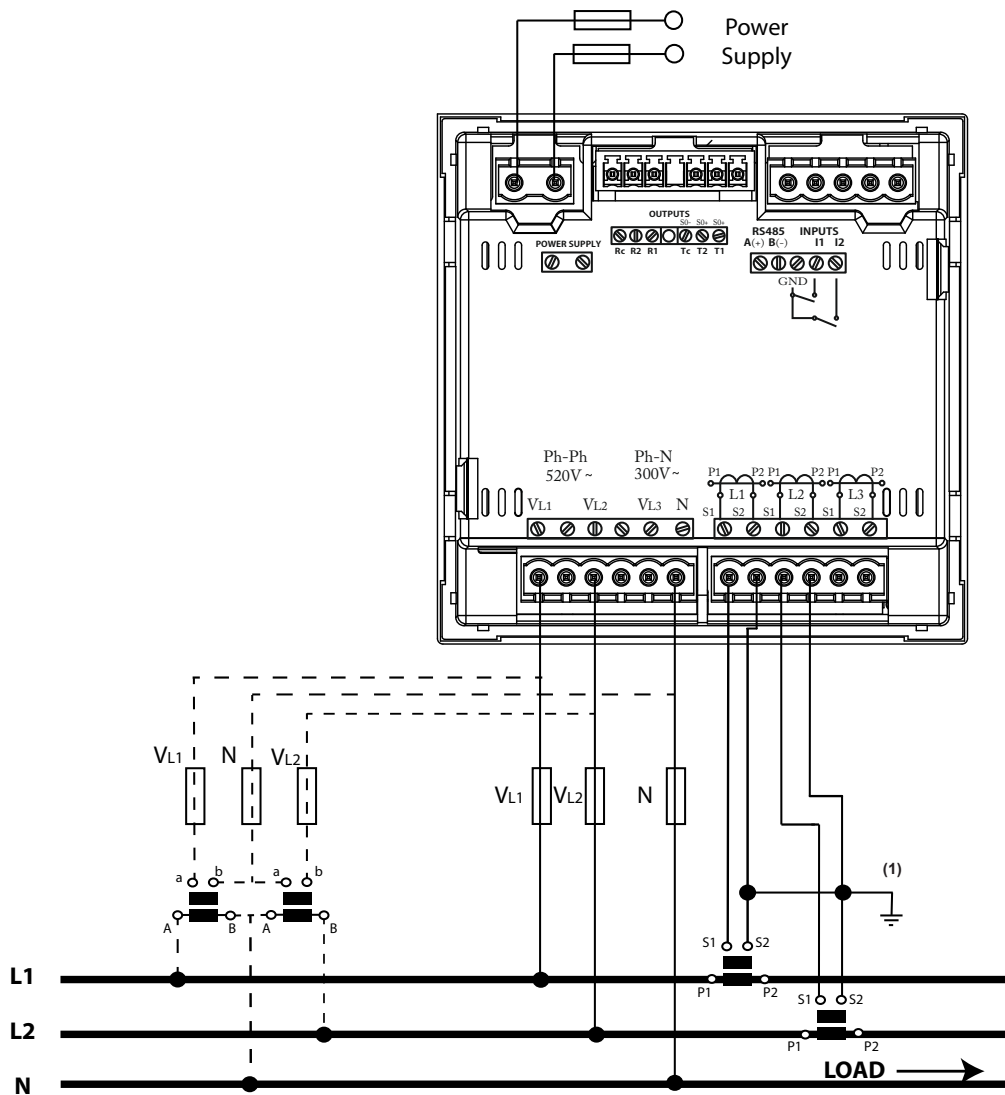 Power
Supply
OUTPUTS
S0- S0+ S0+
Rc R2 R1 Tc T2 T1
POWER SUPPLY
RS485 INPUTS
A(+) B(-) I1 I2
GND
Ph-Ph Ph-N
520V~ 300V~
VL1 VL2 VL3 N
P1 P2 P1 P2 P1 P2
L1 L2 L3
S1 S2 S1 S2 S1 S2
VL1 N VL2
VL1 VL2 N
a b a b
A B A B
(1)
S1 S2
L1
P1 P2
S1 S2
L2
P1 P2
LOAD
N